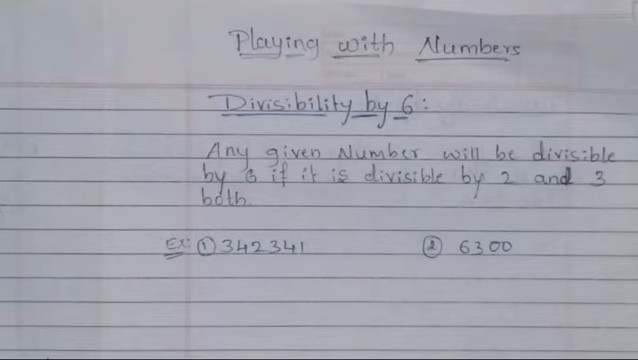 Playing with Numbers
Divisibility by 6:
Any given Number will be divisible
by 6 if it is divisible by 2 and 3
both.
Ex: ① 342341 ② 6300